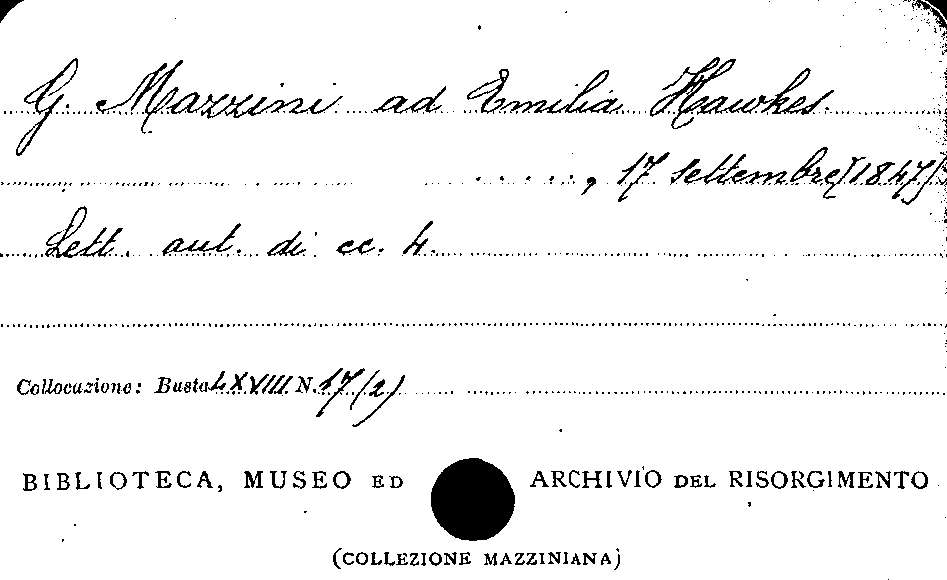 G. Mazzini ad Emilia Hawkes.
....., 17 settembre [1847]
Lett. aut. di cc. 4.
Collocazione: Busta LXVIII N. 17 (2)
BIBLIOTECA, MUSEO ED ARCHIVIO DEL RISORGIMENTO
(COLLEZIONE MAZZINIANA)